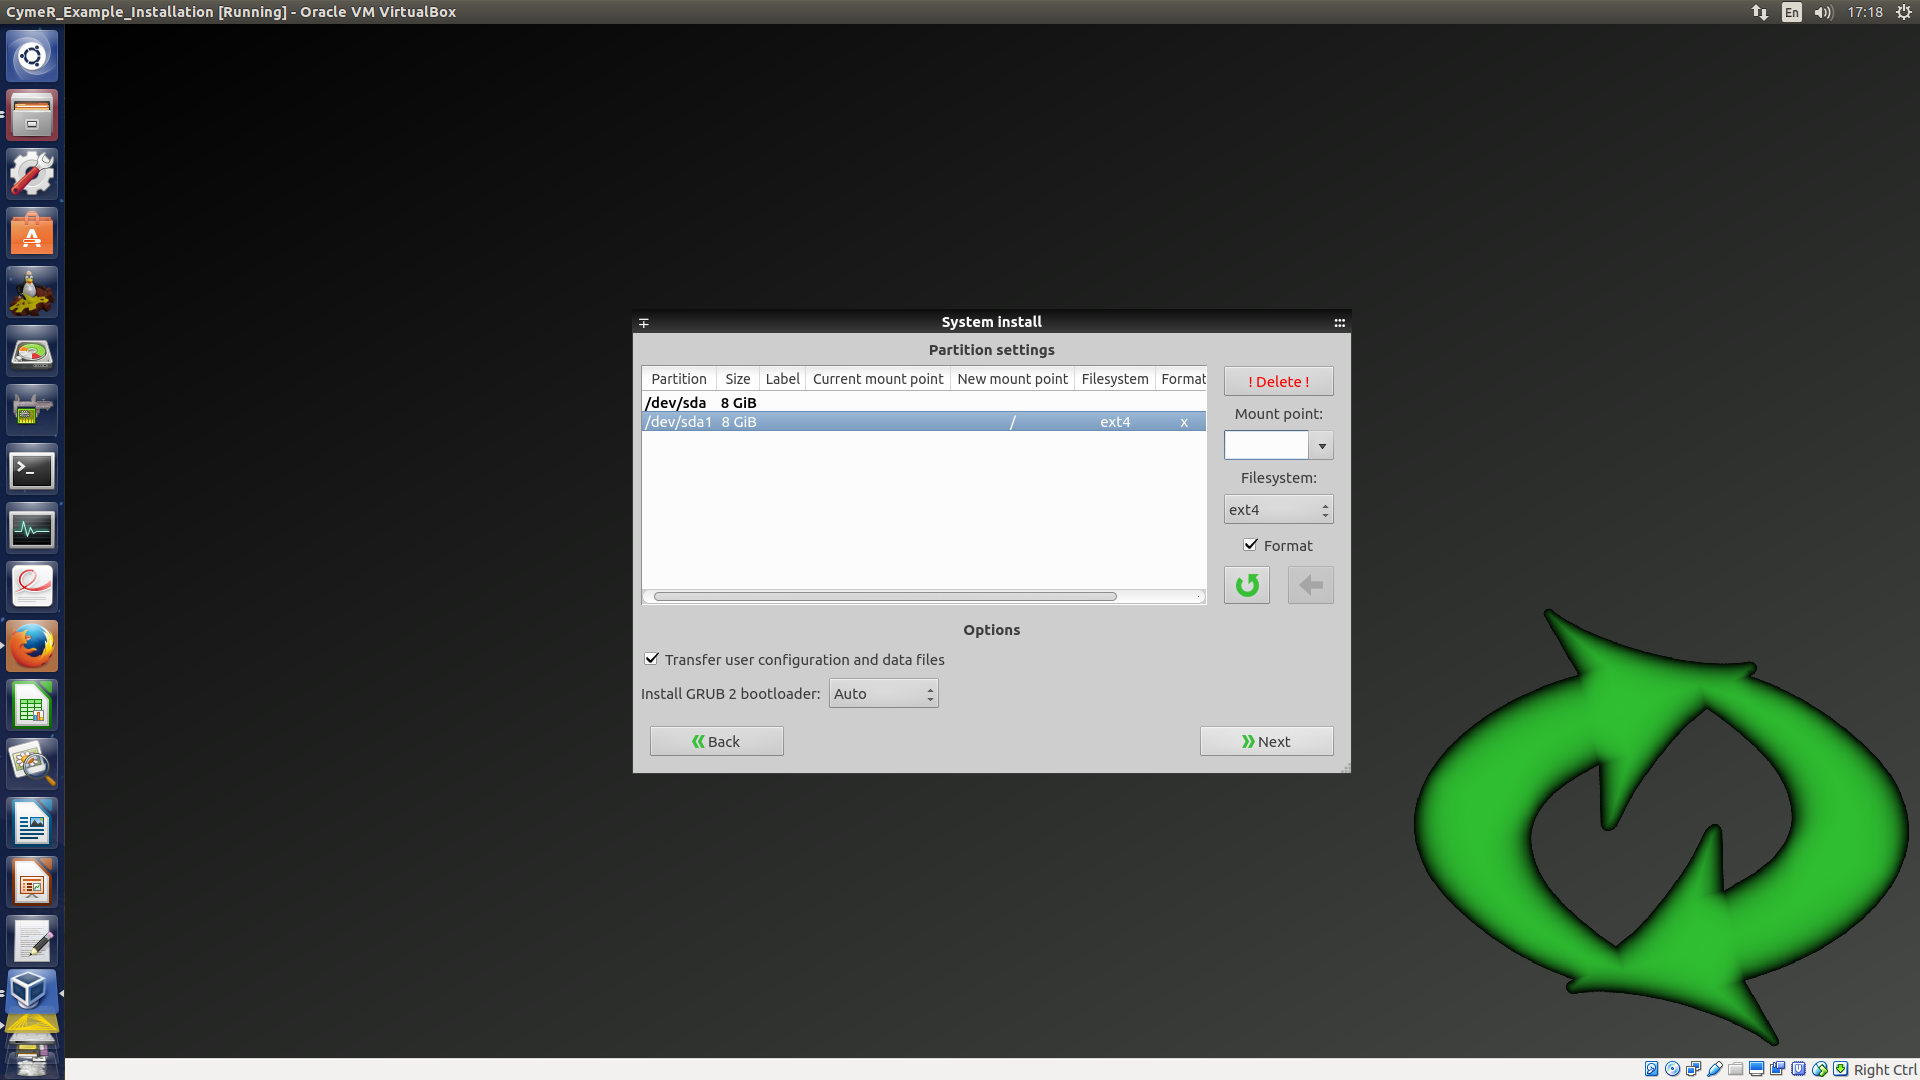 CymeR_Example_Installation [Running] - Oracle VM VirtualBox
En
17:18
System install
Partition settings
Partition Size Label Current mount point New mount point Filesystem Format
/dev/sda 8 GiB
/dev/sda1 8 GiB / ext4 x
! Delete !
Mount point:
Filesystem:
ext4
Format
Options
Transfer user configuration and data files
Install GRUB 2 bootloader: Auto
Back
Next
Right Ctrl